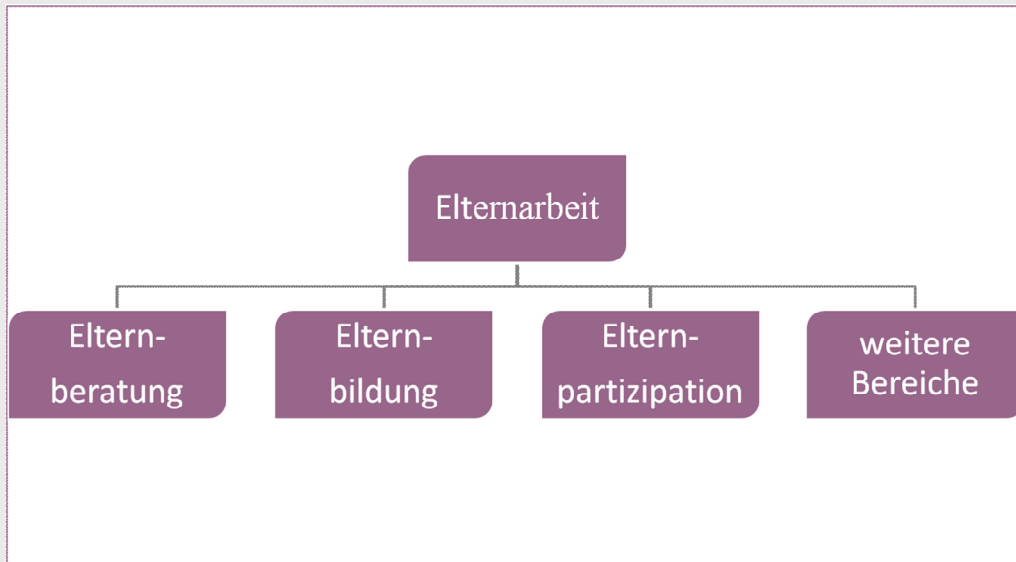 Elternarbeit
Eltern-
beratung
Eltern-
bildung
Eltern-
partizipation
weitere
Bereiche